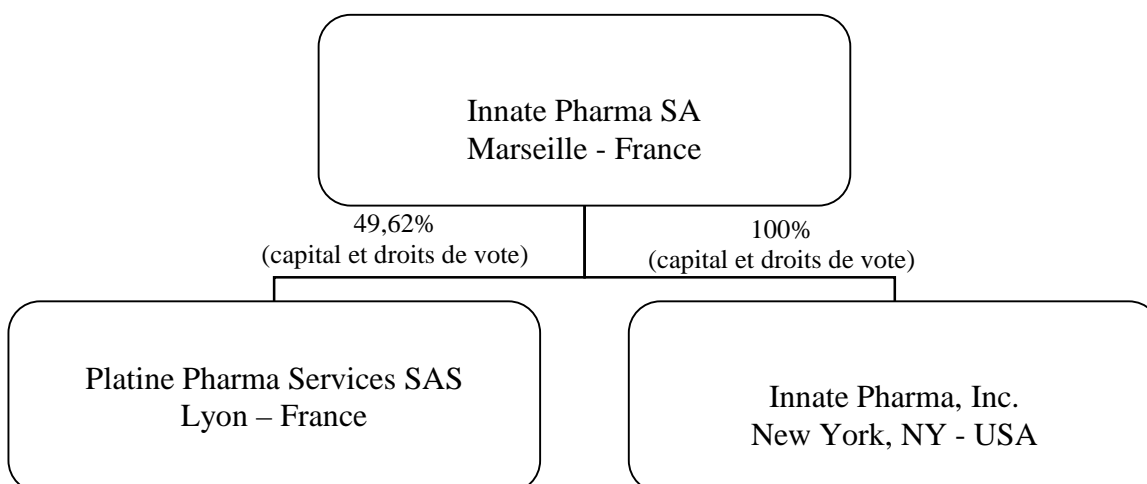 Innate Pharma SA
Marseille - France
49,62%
(capital et droits de vote)
100%
(capital et droits de vote)
Platine Pharma Services SAS
Lyon – France
Innate Pharma, Inc.
New York, NY - USA